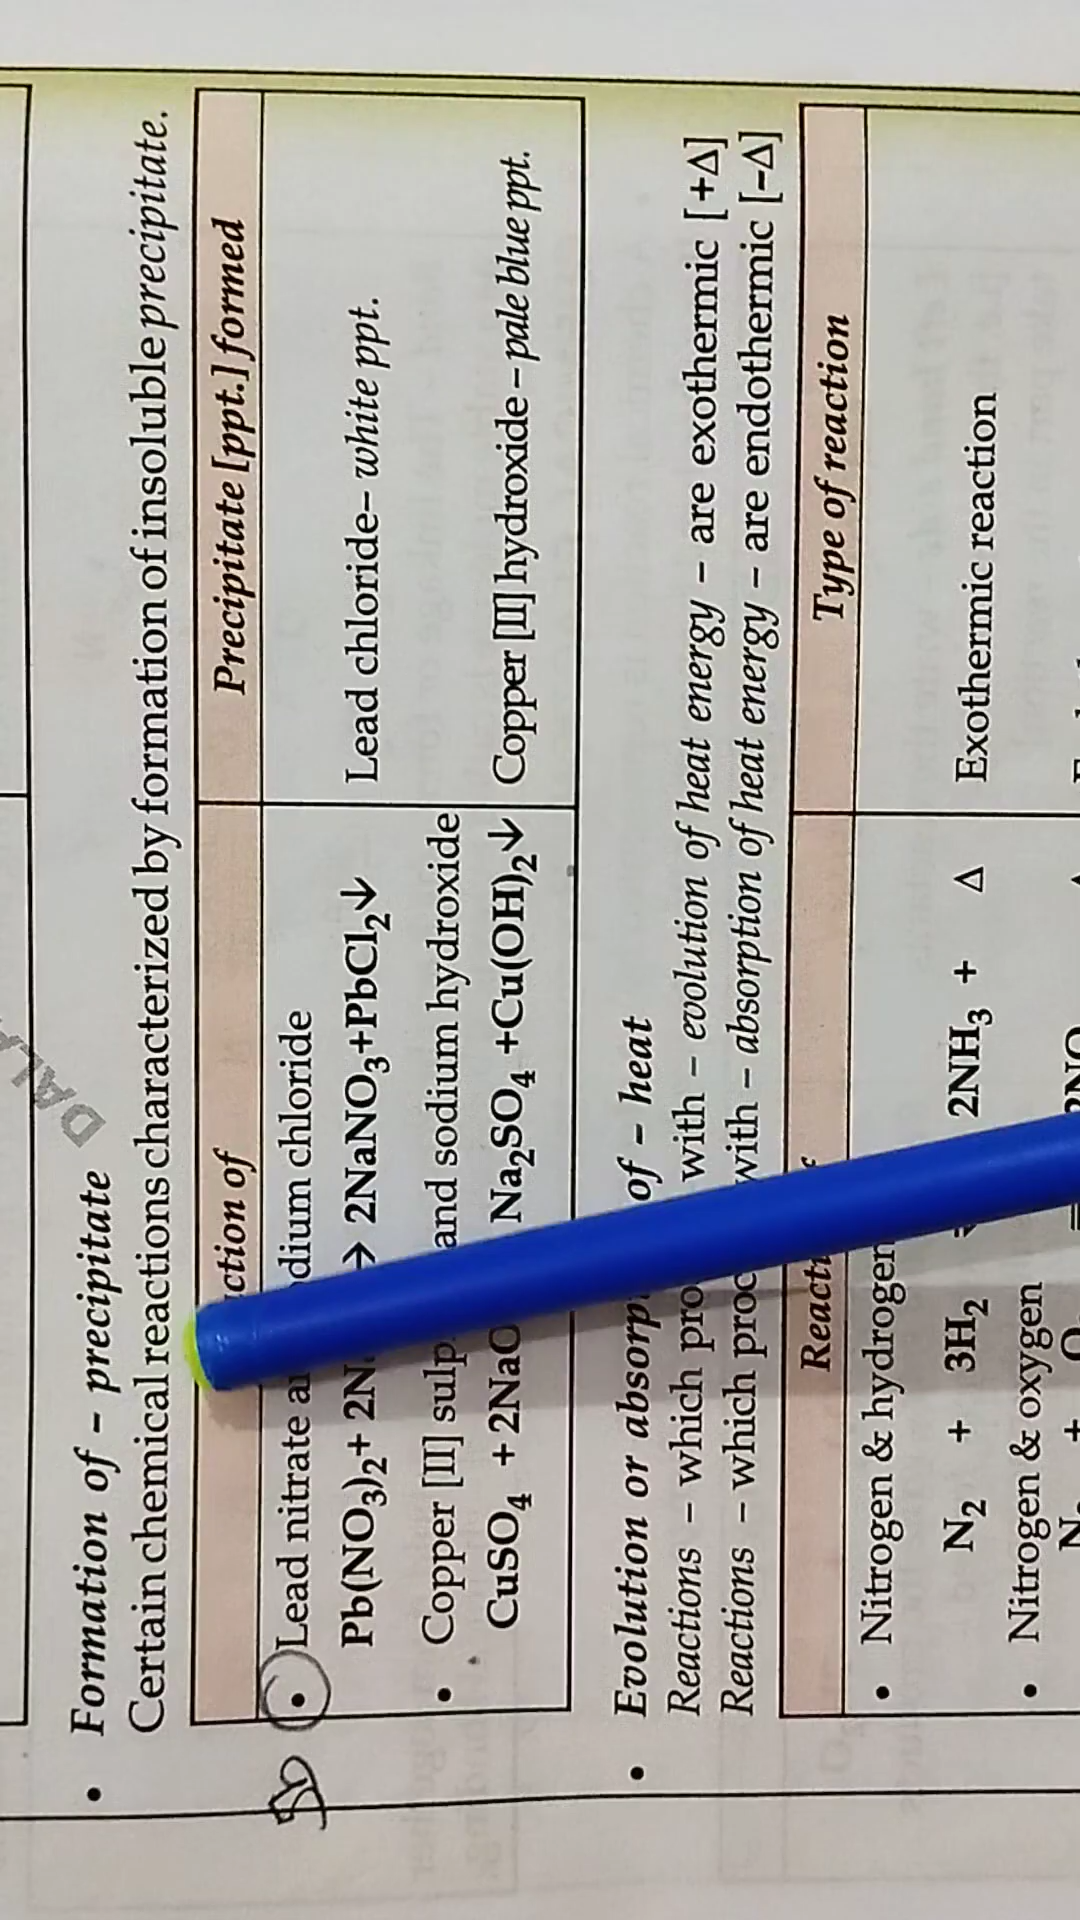 • Formation of – precipitate
Certain chemical reactions characterized by formation of insoluble precipitate.
ction of Precipitate [ppt.] formed
• Lead nitrate dium chloride
Pb(NO₃)₂+ 2N → 2NaNO₃+PbCl₂↓ Lead chloride– white ppt.
• Copper [II] sulp and sodium hydroxide
CuSO₄ + 2NaO Na₂SO₄ +Cu(OH)₂↓ Copper [II] hydroxide – pale blue ppt.
• Evolution or absorp of – heat
Reactions – which pro with – evolution of heat energy – are exothermic [+Δ]
Reactions – which proc with – absorption of heat energy – are endothermic [–Δ]
Reacti Type of reaction
• Nitrogen & hydrogen
N₂ + 3H₂ 2NH₃ + Δ Exothermic reaction
• Nitrogen & oxygen
DALA